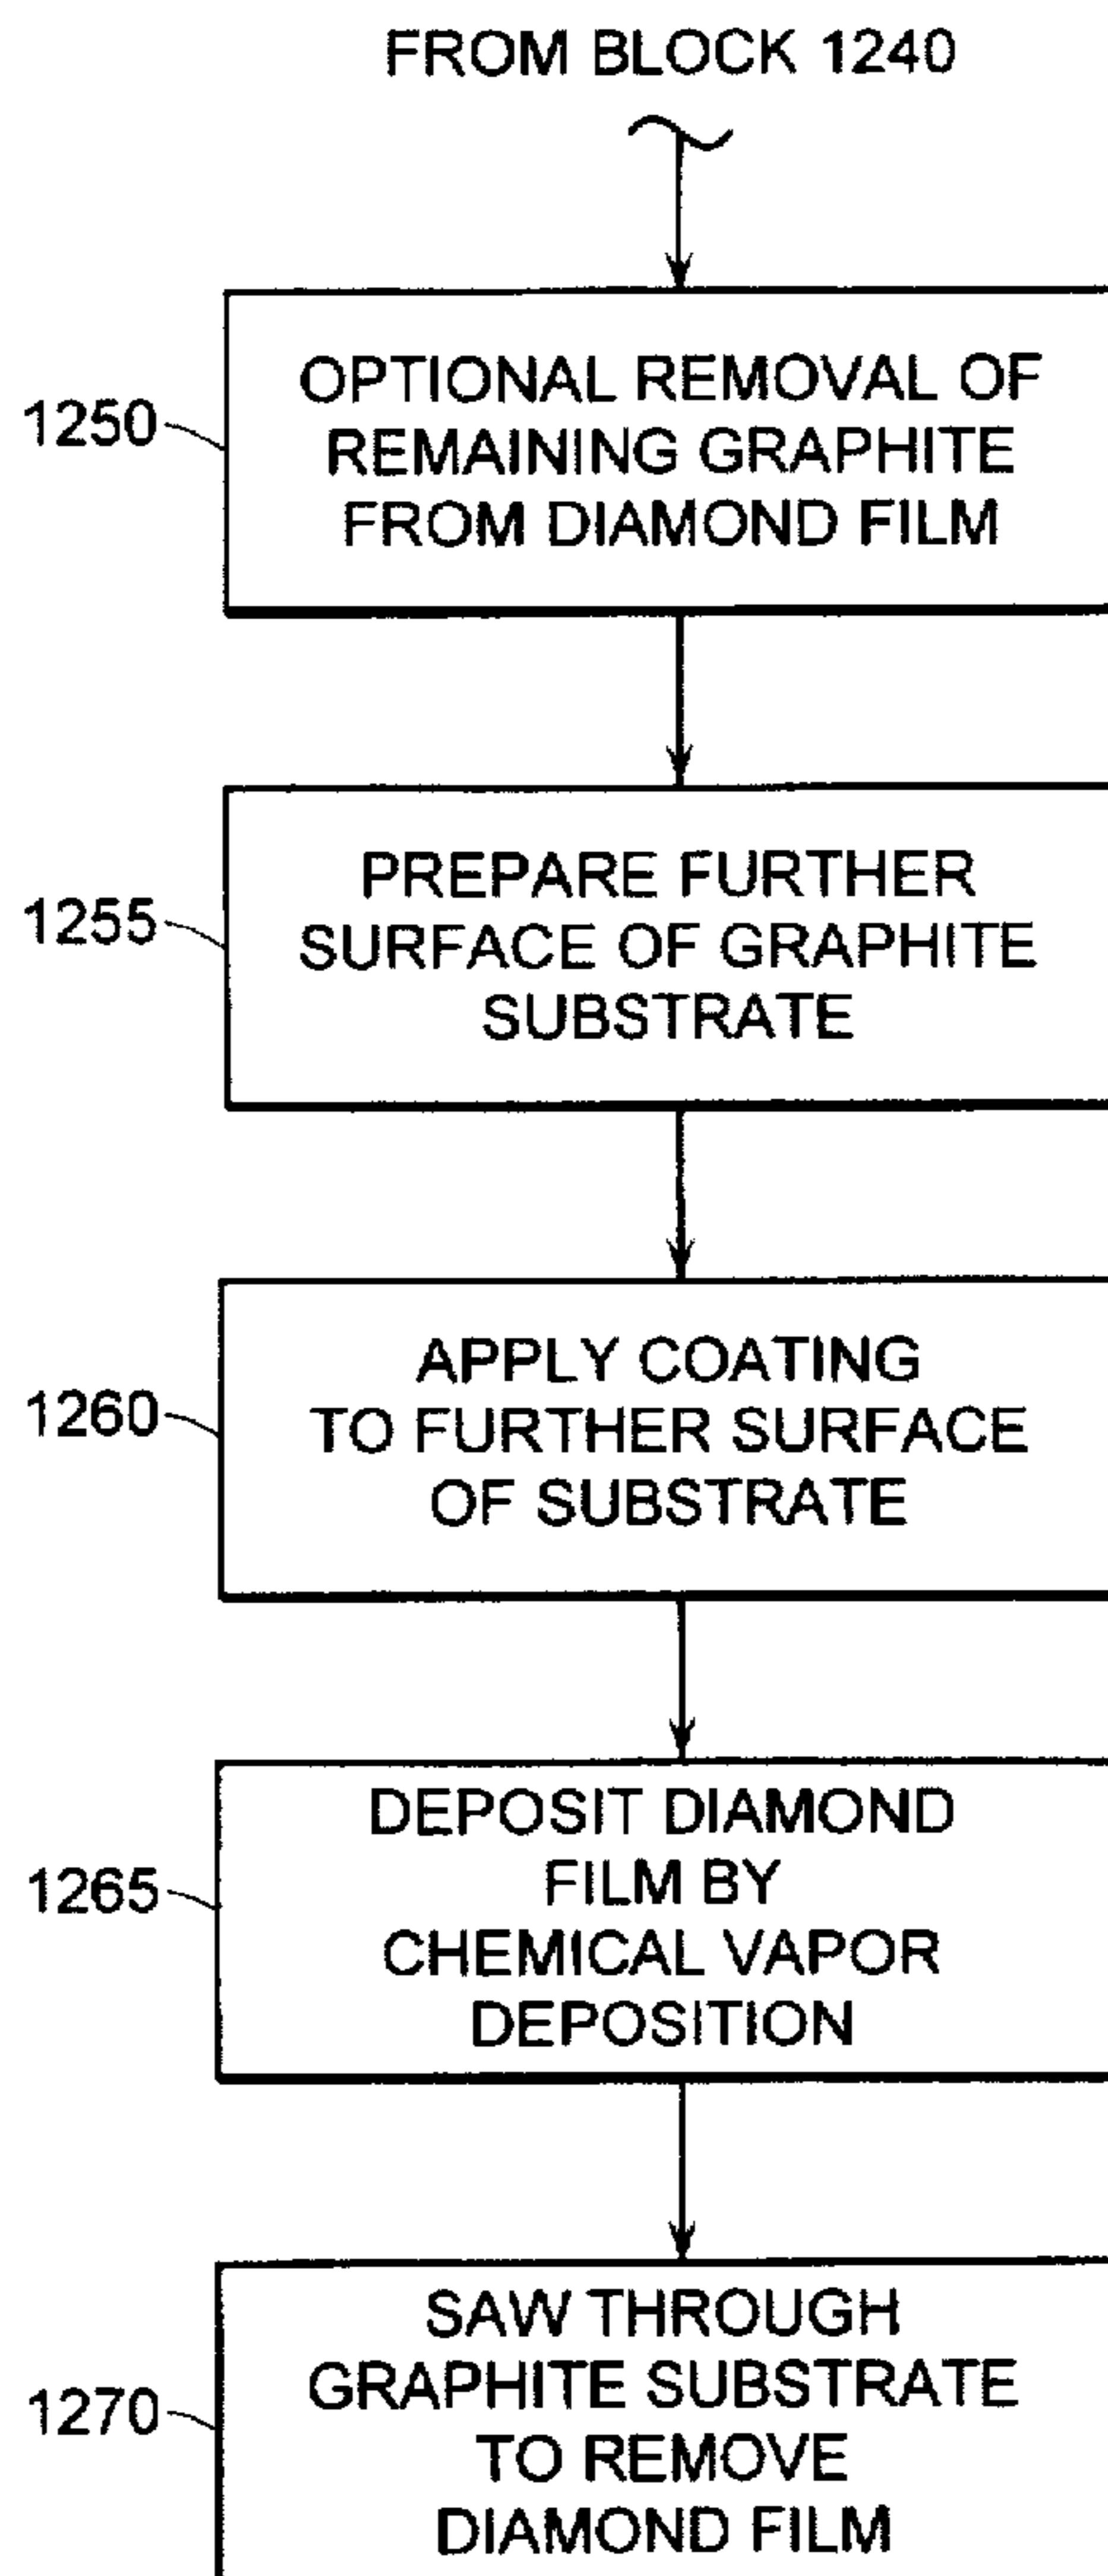 FROM BLOCK 1240
1250
OPTIONAL REMOVAL OF
REMAINING GRAPHITE
FROM DIAMOND FILM
1255
PREPARE FURTHER
SURFACE OF GRAPHITE
SUBSTRATE
1260
APPLY COATING
TO FURTHER SURFACE
OF SUBSTRATE
1265
DEPOSIT DIAMOND
FILM BY
CHEMICAL VAPOR
DEPOSITION
1270
SAW THROUGH
GRAPHITE SUBSTRATE
TO REMOVE
DIAMOND FILM